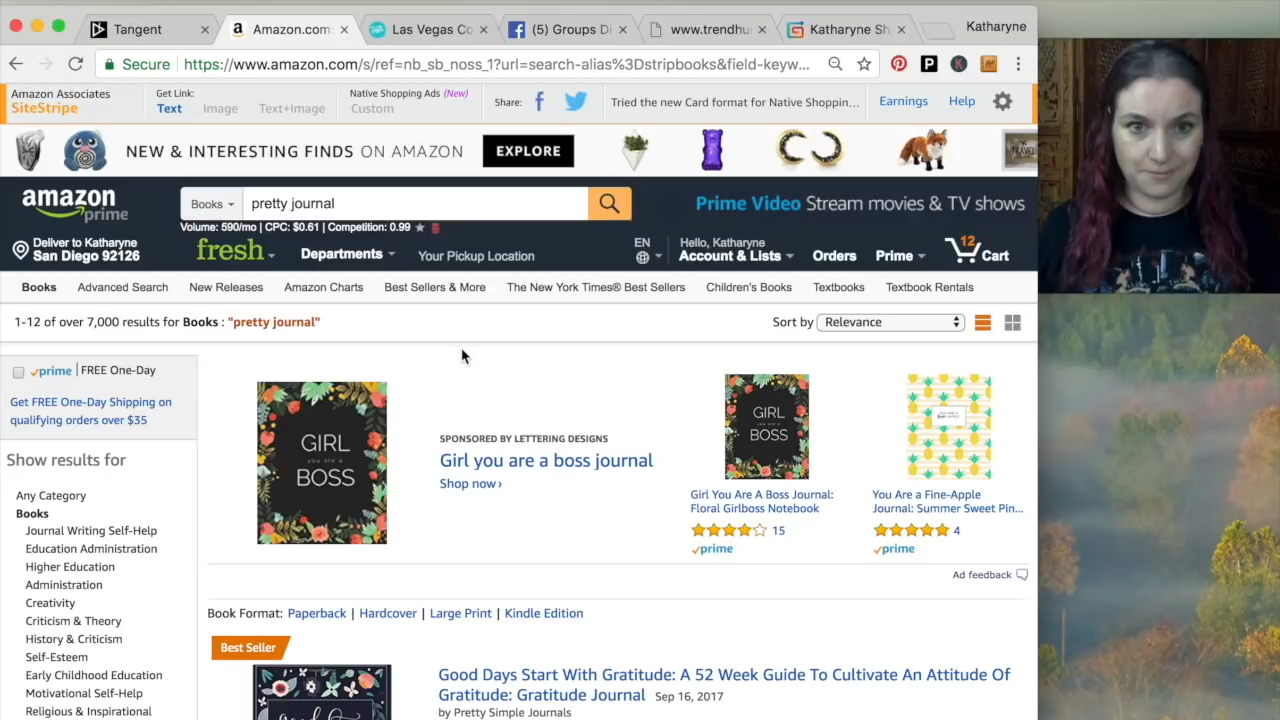 Tangent
Amazon.com:
Las Vegas Co
(5) Groups Di
www.trendhu
Katharyne Sh
Katharyne
Secure
https://www.amazon.com/s/ref=nb_sb_noss_1?url=search-alias%3Dstripbooks&field-keyw...
Amazon Associates
SiteStripe
Get Link:
Text
Image
Text+Image
Native Shopping Ads (New)
Custom
Share:
Tried the new Card format for Native Shoppin...
Earnings
Help
NEW & INTERESTING FINDS ON AMAZON
EXPLORE
amazon
prime
Books
pretty journal
Prime Video Stream movies & TV shows
Volume: 590/mo | CPC: $0.61 | Competition: 0.99
Deliver to Katharyne
San Diego 92126
fresh
Departments
Your Pickup Location
EN
Hello, Katharyne
Account & Lists
Orders
Prime
12
Cart
Books
Advanced Search
New Releases
Amazon Charts
Best Sellers & More
The New York Times® Best Sellers
Children's Books
Textbooks
Textbook Rentals
1-12 of over 7,000 results for Books : "pretty journal"
Sort by
Relevance
prime | FREE One-Day
Get FREE One-Day Shipping on
qualifying orders over $35
Show results for
Any Category
Books
Journal Writing Self-Help
Education Administration
Higher Education
Administration
Creativity
Criticism & Theory
History & Criticism
Self-Esteem
Early Childhood Education
Motivational Self-Help
Religious & Inspirational
GIRL
you are a
BOSS
SPONSORED BY LETTERING DESIGNS
Girl you are a boss journal
Shop now ›
GIRL
you are a
BOSS
Girl You Are A Boss Journal:
Floral Girlboss Notebook
15
prime
You Are a Fine-Apple
Journal: Summer Sweet Pin...
4
prime
Ad feedback
Book Format: Paperback | Hardcover | Large Print | Kindle Edition
Best Seller
Good Days Start With Gratitude: A 52 Week Guide To Cultivate An Attitude Of
Gratitude: Gratitude Journal Sep 16, 2017
by Pretty Simple Journals